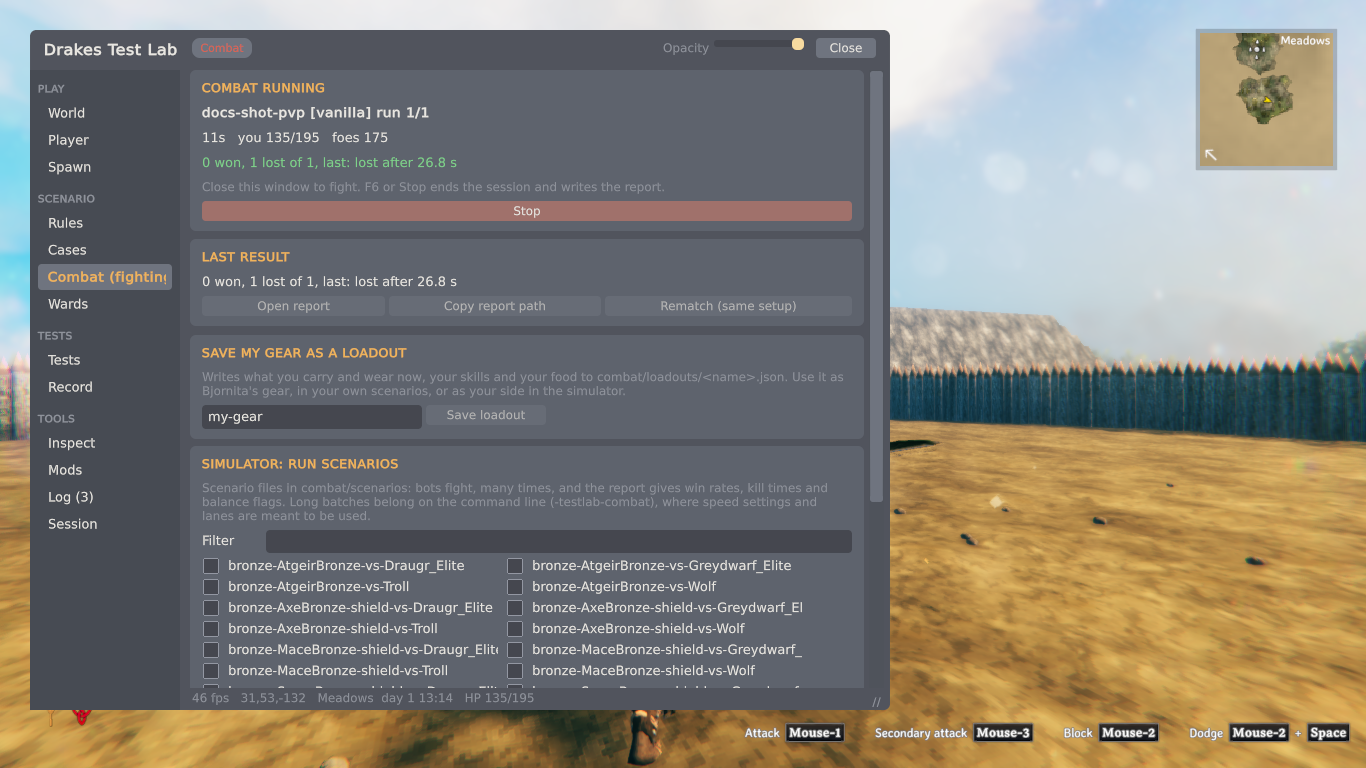 Drakes Test Lab
Combat
Opacity
Close
Meadows
PLAY
World
Player
Spawn
SCENARIO
Rules
Cases
Combat (fighting
Wards
TESTS
Tests
Record
TOOLS
Inspect
Mods
Log (3)
Session
COMBAT RUNNING
docs-shot-pvp [vanilla] run 1/1
11s you 135/195 foes 175
0 won, 1 lost of 1, last: lost after 26.8 s
Close this window to fight. F6 or Stop ends the session and writes the report.
Stop
LAST RESULT
0 won, 1 lost of 1, last: lost after 26.8 s
Open report
Copy report path
Rematch (same setup)
SAVE MY GEAR AS A LOADOUT
Writes what you carry and wear now, your skills and your food to combat/loadouts/<name>.json. Use it as
Bjornita's gear, in your own scenarios, or as your side in the simulator.
my-gear
Save loadout
SIMULATOR: RUN SCENARIOS
Scenario files in combat/scenarios: bots fight, many times, and the report gives win rates, kill times and
balance flags. Long batches belong on the command line (-testlab-combat), where speed settings and
lanes are meant to be used.
Filter
bronze-AtgeirBronze-vs-Draugr_Elite
bronze-AtgeirBronze-vs-Greydwarf_Elite
bronze-AtgeirBronze-vs-Troll
bronze-AtgeirBronze-vs-Wolf
bronze-AxeBronze-shield-vs-Draugr_Elite
bronze-AxeBronze-shield-vs-Greydwarf_El
bronze-AxeBronze-shield-vs-Troll
bronze-AxeBronze-shield-vs-Wolf
bronze-MaceBronze-shield-vs-Draugr_Elit
bronze-MaceBronze-shield-vs-Greydwarf_
bronze-MaceBronze-shield-vs-Troll
bronze-MaceBronze-shield-vs-Wolf
46 fps 31,53,-132 Meadows day 1 13:14 HP 135/195
//
Attack Mouse-1 Secondary attack Mouse-3 Block Mouse-2 Dodge Mouse-2 + Space